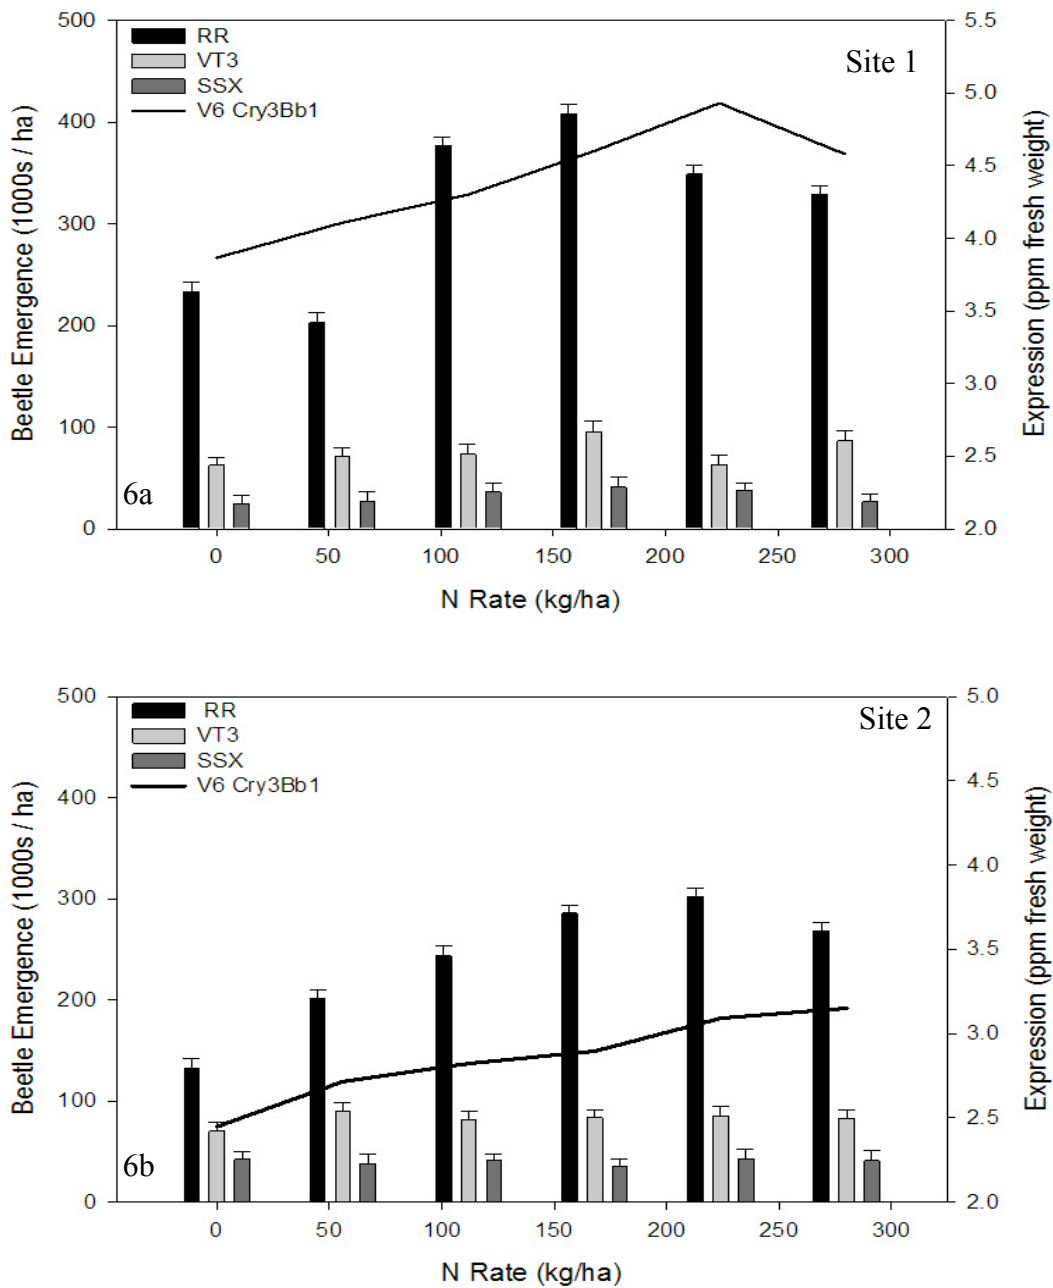 500
400
300
200
100
0
Beetle Emergence (1000s / ha)
RR
VT3
SSX
V6 Cry3Bb1
Site 1
6a
5.5
5.0
4.5
4.0
3.5
3.0
2.5
2.0
Expression (ppm fresh weight)
0 50 100 150 200 250 300
N Rate (kg/ha)
500
400
300
200
100
0
Beetle Emergence (1000s / ha)
RR
VT3
SSX
V6 Cry3Bb1
Site 2
6b
5.0
4.5
4.0
3.5
3.0
2.5
2.0
Expression (ppm fresh weight)
0 50 100 150 200 250 300
N Rate (kg/ha)